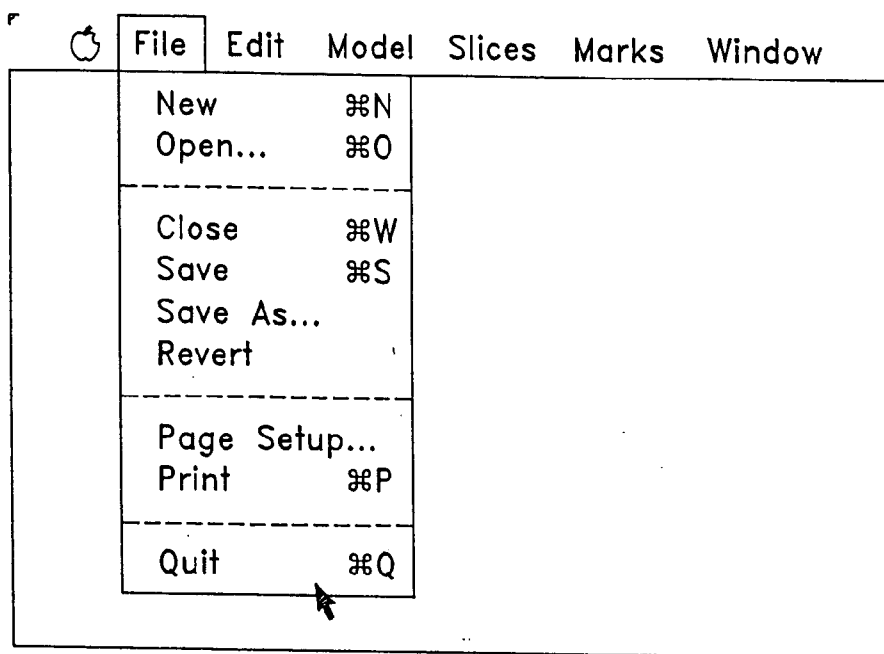 File Edit Model Slices Marks Window
New ⌘N
Open... ⌘O
Close ⌘W
Save ⌘S
Save As...
Revert
Page Setup...
Print ⌘P
Quit ⌘Q